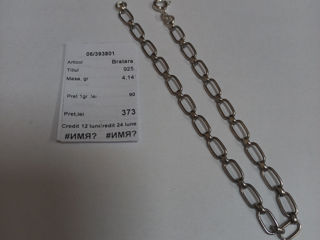 06/393801
Articol Bratara
Titlul 925
Masa, gr 4,14
Pret 1gr. lei 90
Pret,lei 373
Credit 12 luni Credit 24 luni
#ИМЯ? #ИМЯ?